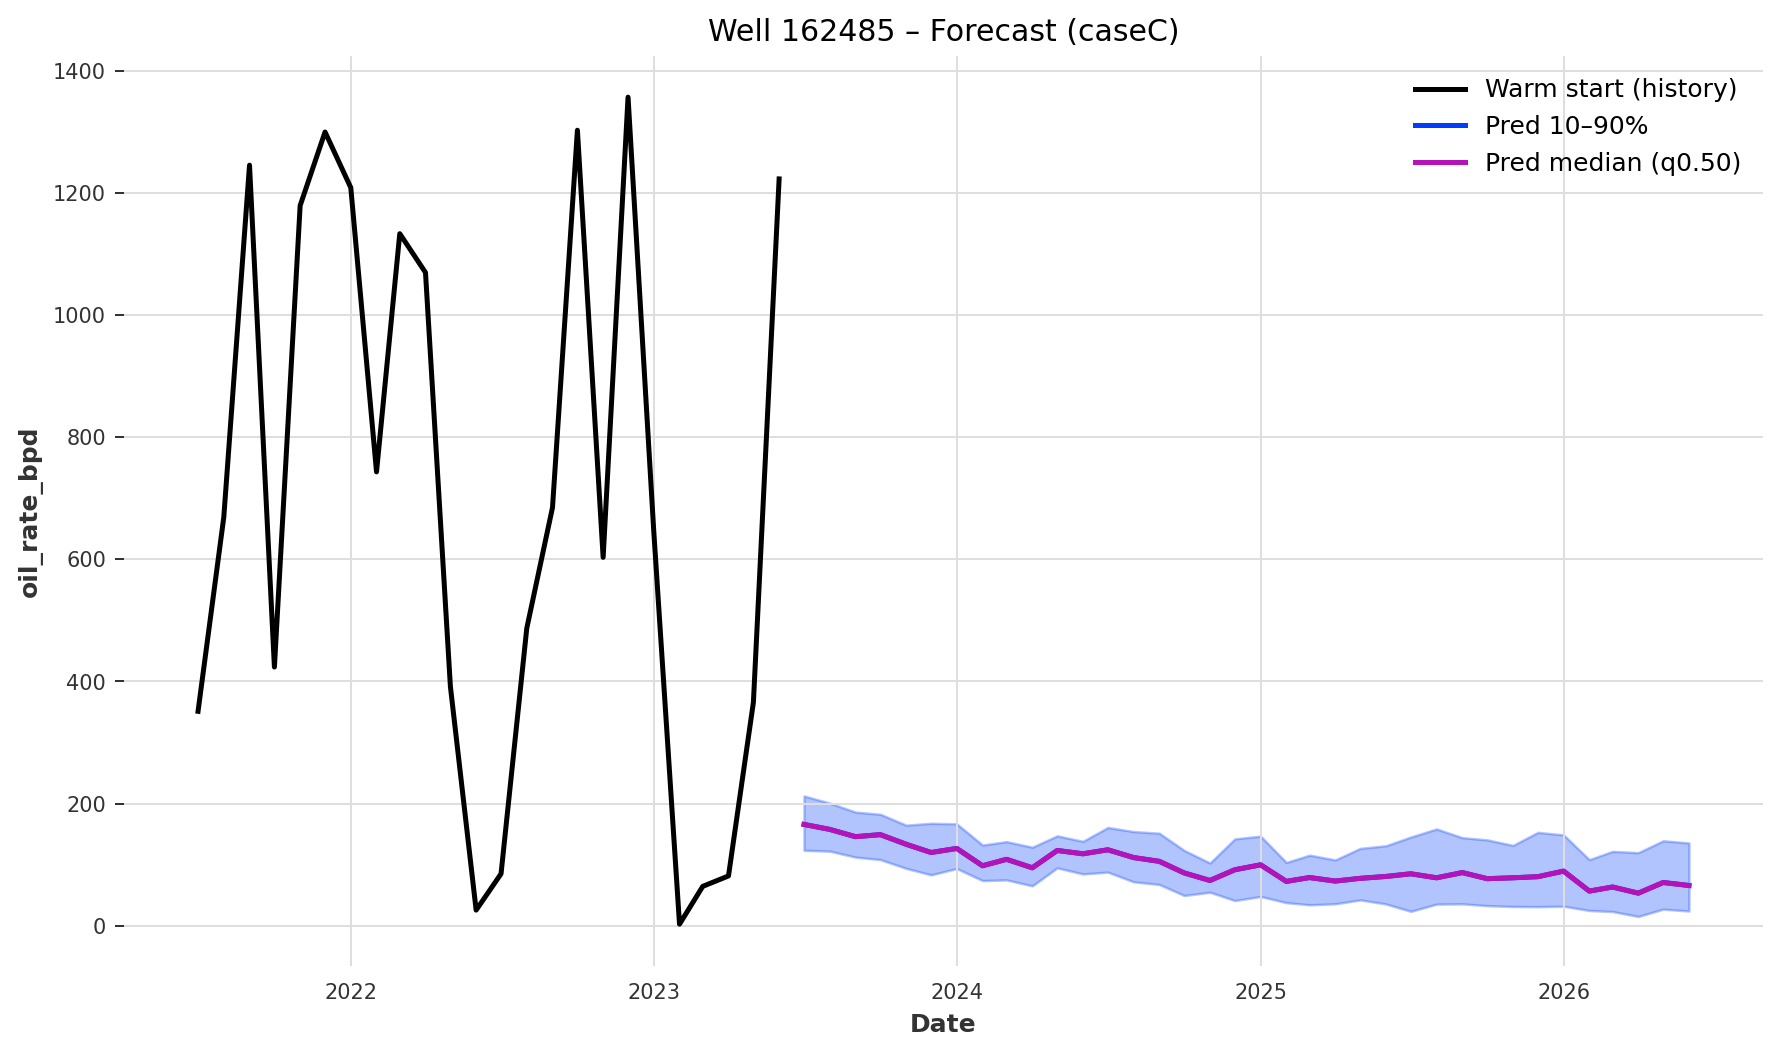 Well 162485 – Forecast (caseC)
Warm start (history)
Pred 10–90%
Pred median (q0.50)
oil_rate_bpd
1400
1200
1000
800
600
400
200
0
2022
2023
2024
2025
2026
Date